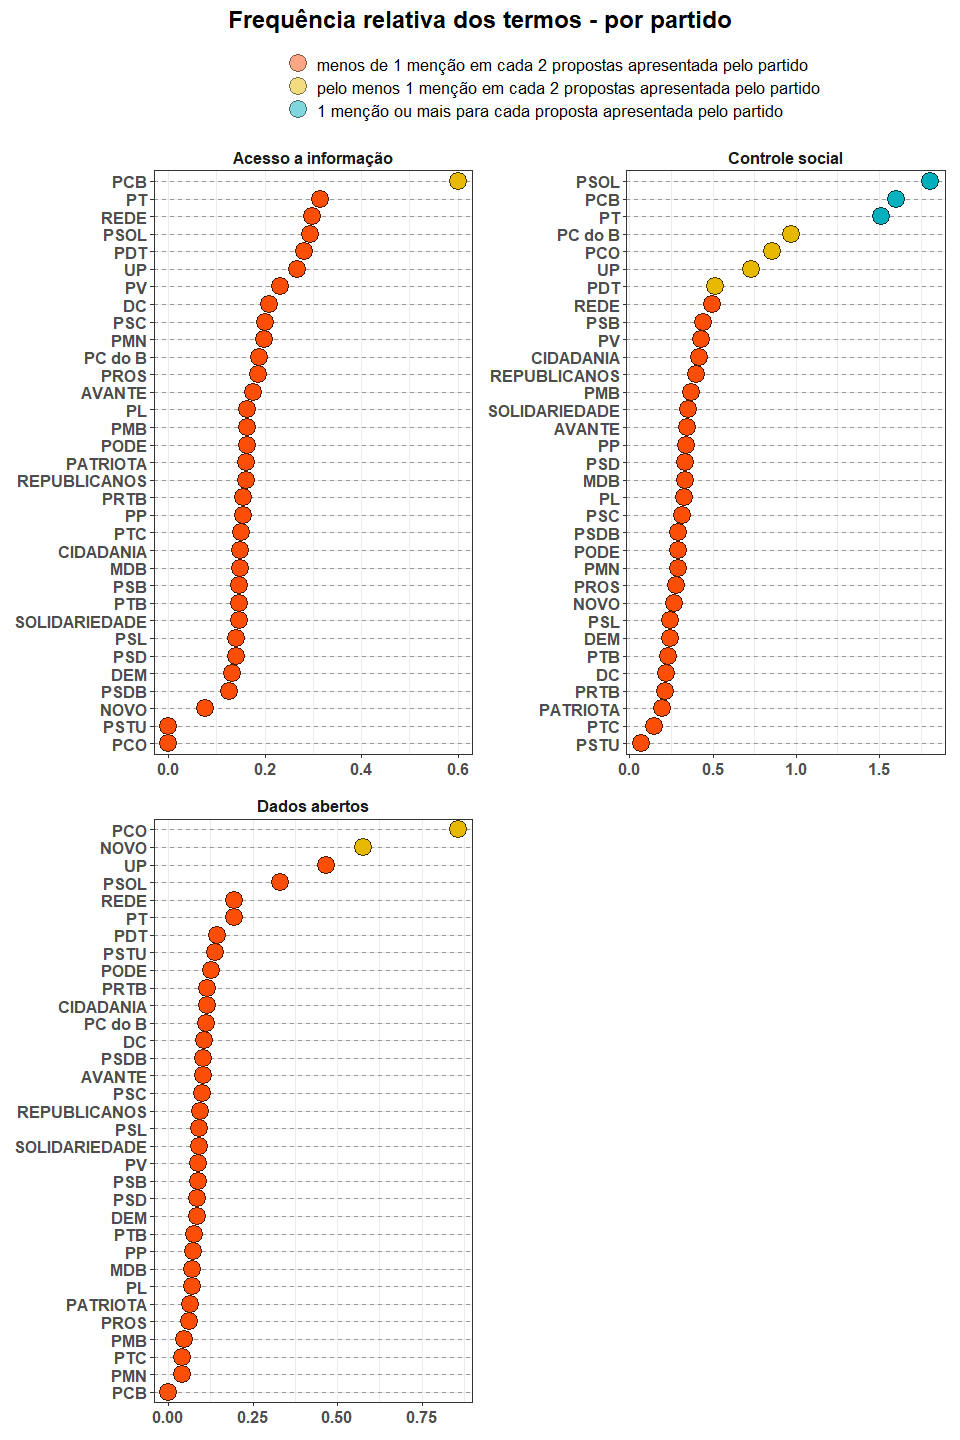 Frequência relativa dos termos - por partido
menos de 1 menção em cada 2 propostas apresentada pelo partido
pelo menos 1 menção em cada 2 propostas apresentada pelo partido
1 menção ou mais para cada proposta apresentada pelo partido
Acesso a informação
PCB
PT
REDE
PSOL
PDT
UP
PV
DC
PSC
PMN
PC do B
PROS
AVANTE
PL
PMB
PODE
PATRIOTA
REPUBLICANOS
PRTB
PP
PTC
CIDADANIA
MDB
PSB
PTB
SOLIDARIEDADE
PSL
PSD
DEM
PSDB
NOVO
PSTU
PCO
0.0 0.2 0.4 0.6
Controle social
PSOL
PCB
PT
PC do B
PCO
UP
PDT
REDE
PSB
PV
CIDADANIA
REPUBLICANOS
PMB
SOLIDARIEDADE
AVANTE
PP
PSD
MDB
PL
PSC
PSDB
PODE
PMN
PROS
NOVO
PSL
DEM
PTB
DC
PRTB
PATRIOTA
PTC
PSTU
0.0 0.5 1.0 1.5
Dados abertos
PCO
NOVO
UP
PSOL
REDE
PT
PDT
PSTU
PODE
PRTB
CIDADANIA
PC do B
DC
PSDB
AVANTE
PSC
REPUBLICANOS
PSL
SOLIDARIEDADE
PV
PSB
PSD
DEM
PTB
PP
MDB
PL
PATRIOTA
PROS
PMB
PTC
PMN
PCB
0.00 0.25 0.50 0.75